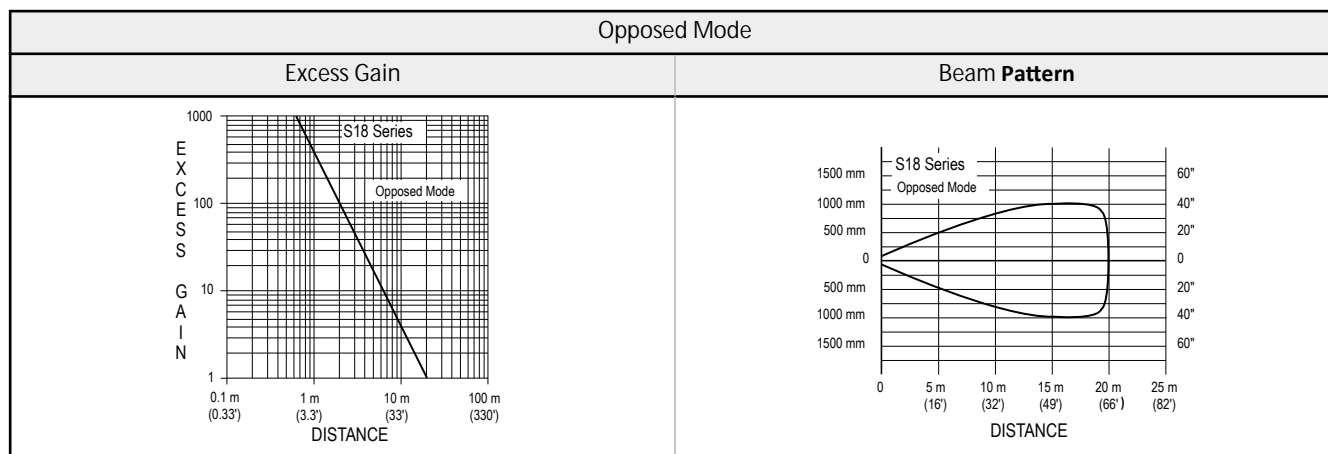 Opposed Mode
Excess Gain
Beam Pattern
1000
100
10
1
E
X
C
E
S
S
G
A
I
N
S18 Series
Opposed Mode
0.1 m 1 m 10 m 100 m
(0.33') (3.3') (33') (330')
DISTANCE
S18 Series
Opposed Mode
1500 mm 60"
1000 mm 40"
500 mm 20"
0 0
500 mm 20"
1000 mm 40"
1500 mm 60"
0 5 m 10 m 15 m 20 m 25 m
(16') (32') (49') (66') (82')
DISTANCE